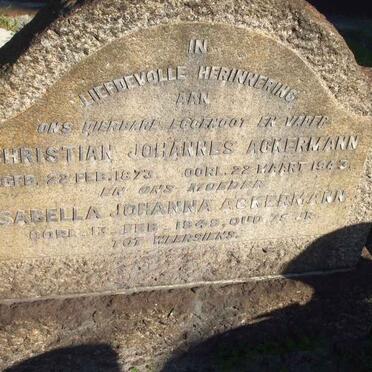 IN
LIEFDEVOLLE HERINNERING
AAN
ONS DIERBARE EGGENOOT EN VADER
CHRISTIAN JOHANNES ACKERMANN
GEB. 22 FEB. 1873. OORL. 22 MAART 1943.
EN ONS MOEDER
ISABELLA JOHANNA ACKERMANN
OORL. 13 FEB. OUD 75 JR.
TOT WEERSIENS.